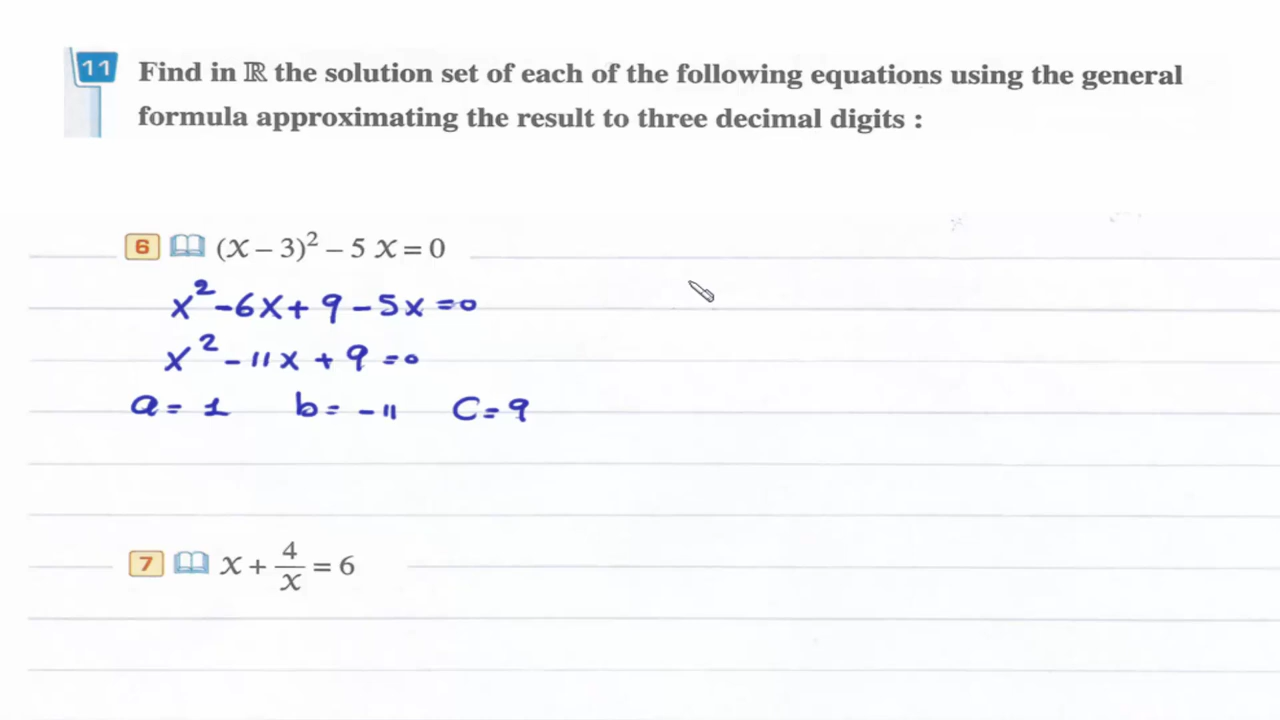 11 Find in ℝ the solution set of each of the following equations using the general
formula approximating the result to three decimal digits :
6 (x – 3)² – 5 x = 0
x² - 6x + 9 - 5x = 0
x² - 11x + 9 = 0
a = 1 b = -11 C = 9
7 x + 4/x = 6